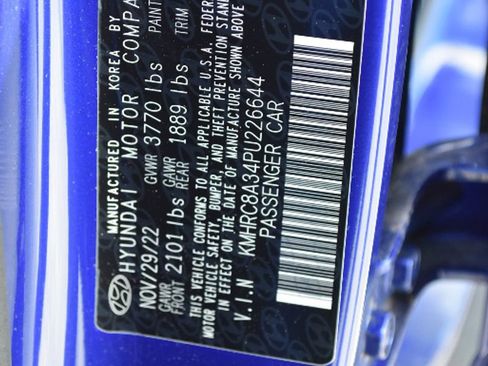 MANUFACTURED IN KOREA BY
HYUNDAI MOTOR COMPA
NOV/29/22 GVWR 3770 lbs PAINT
GAWR FRONT 2101 lbs GAWR REAR 1889 lbs TRIM
THIS VEHICLE CONFORMS TO ALL APPLICABLE U.S.A. FEDER
MOTOR VEHICLE SAFETY, BUMPER, AND THEFT PREVENTION STAN
IN EFFECT ON THE DATE OF MANUFACTURE SHOWN ABOVE
V.I.N KMHRC8A34PU226644
PASSENGER CAR